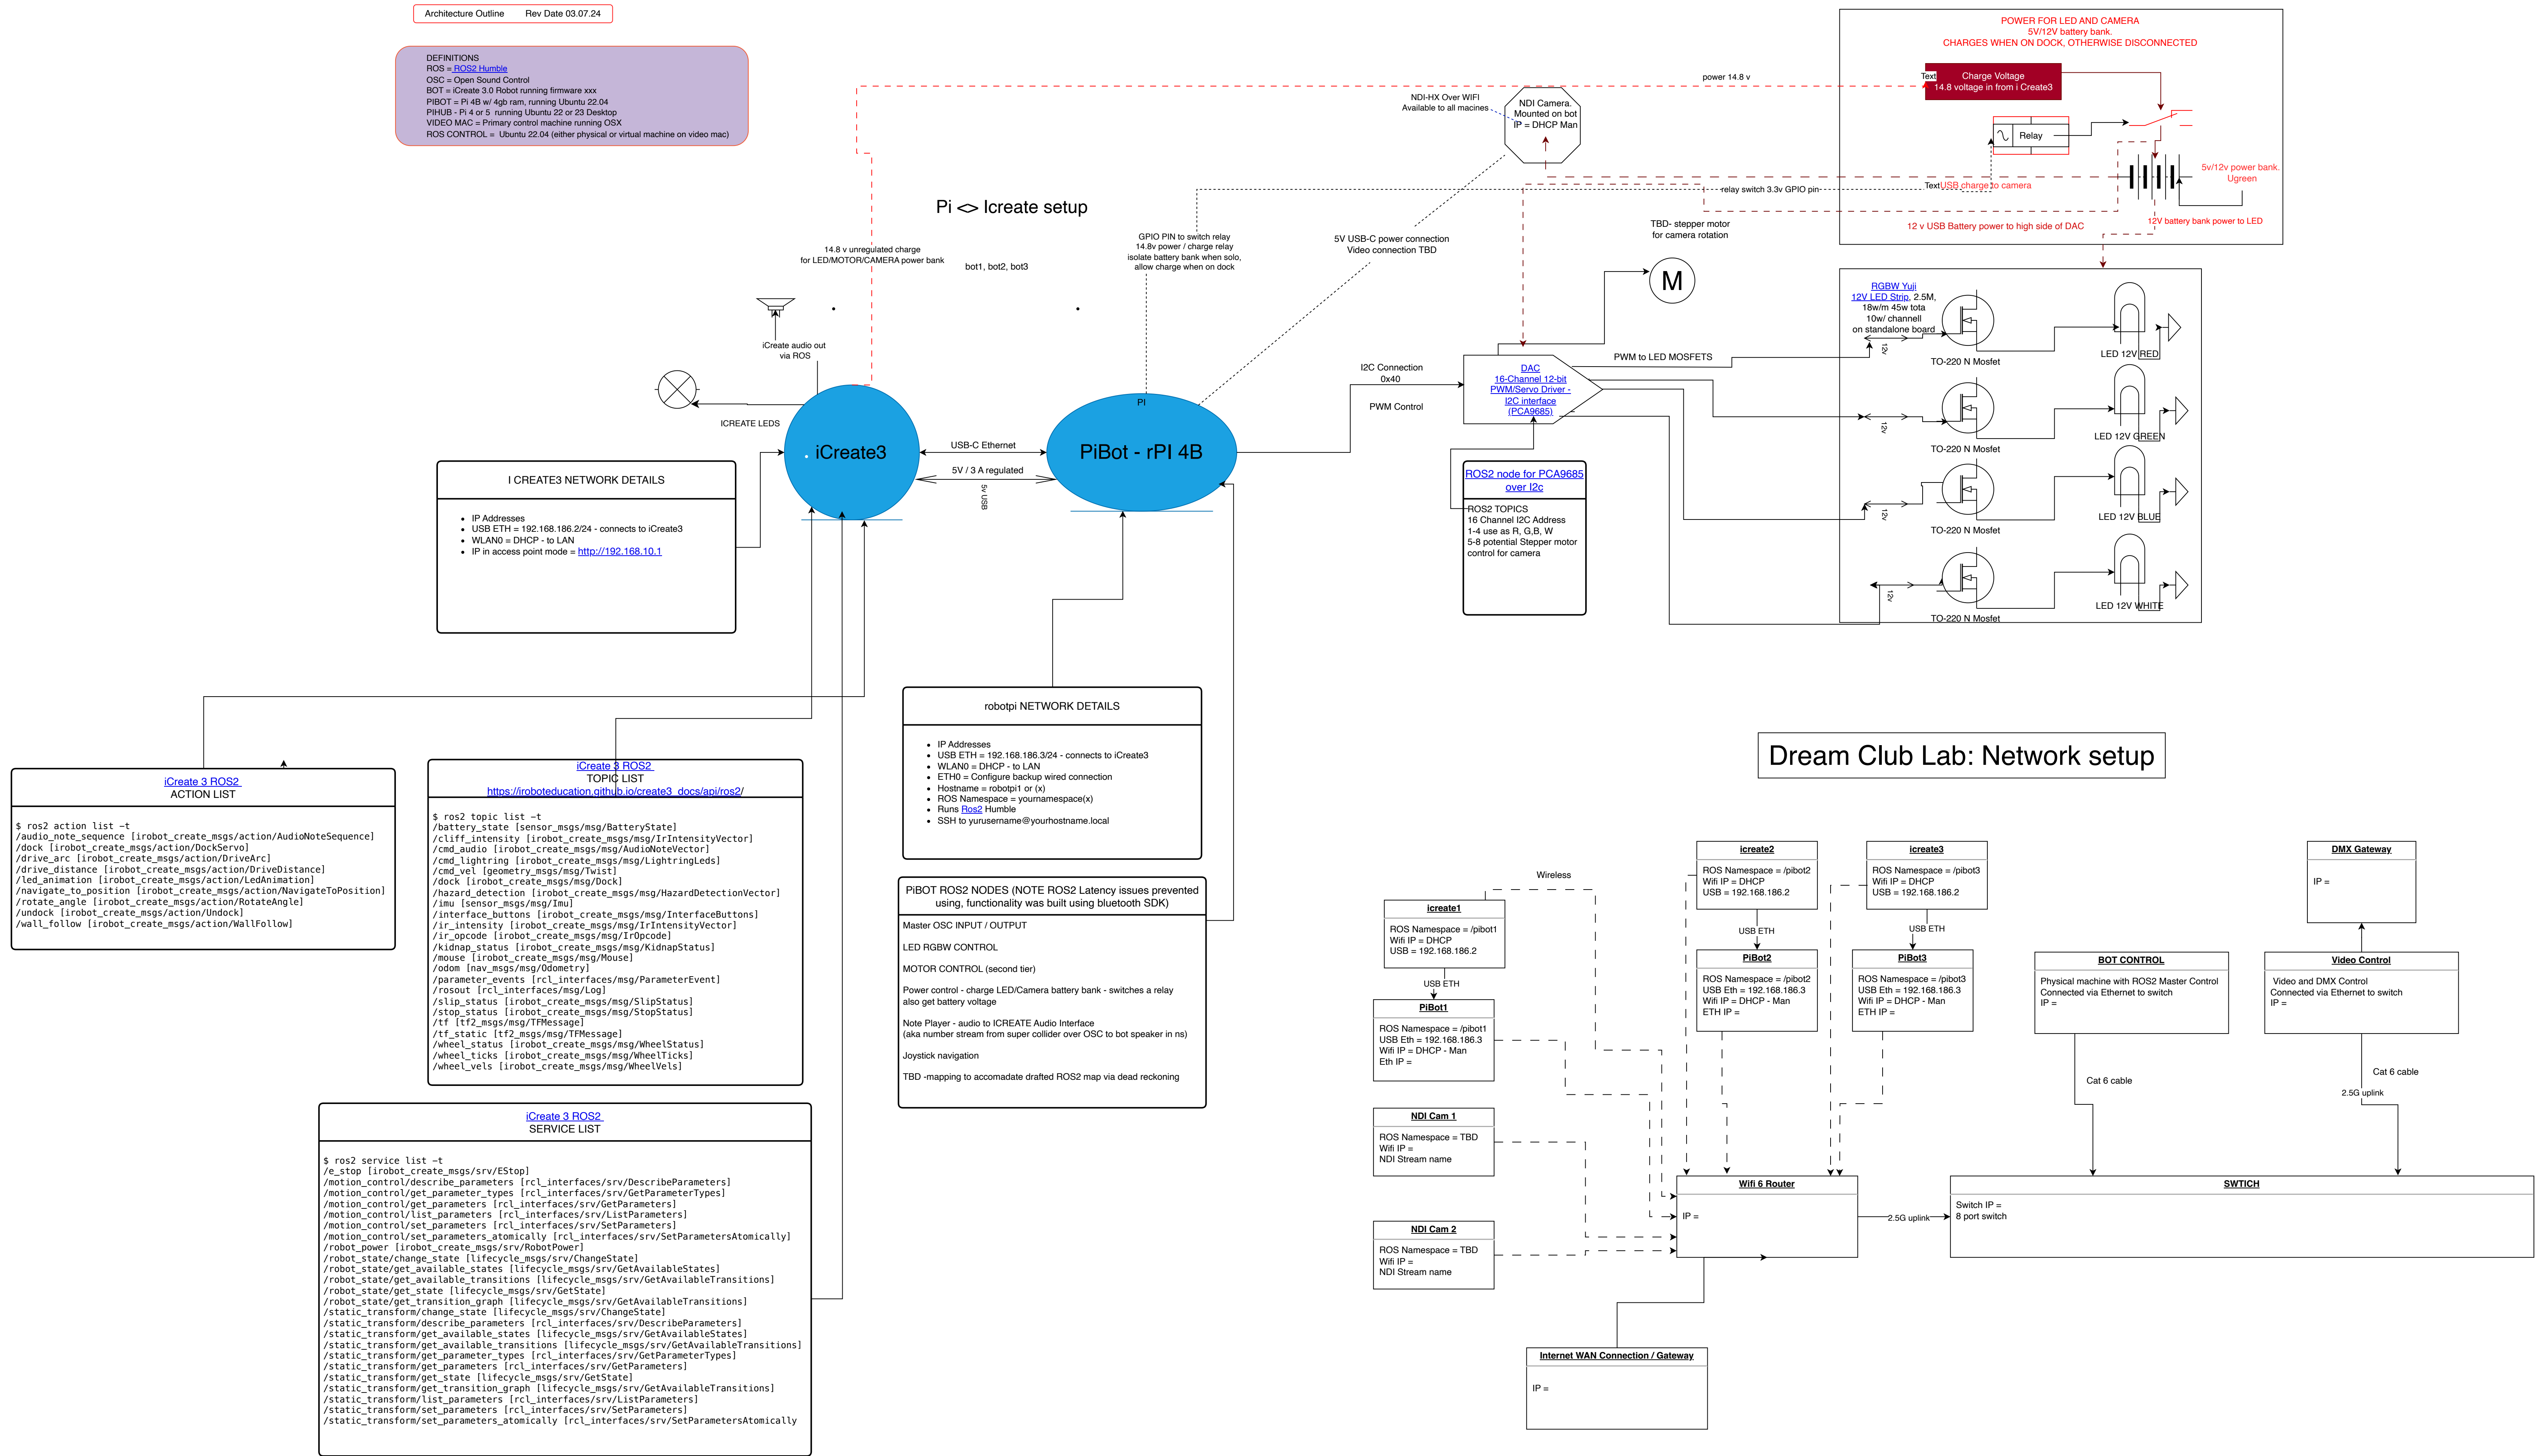 Architecture Outline Rev Date 03.07.24
DEFINITIONS
ROS = ROS2 Humble
OSC = Open Sound Control
BOT = iCreate 3.0 Robot running firmware xxx
PIBOT = Pi 4B w/ 4gb ram, running Ubuntu 22.04
PIHUB - Pi 4 or 5 running Ubuntu 22 or 23 Desktop
VIDEO MAC = Primary control machine running OSX
ROS CONTROL = Ubuntu 22.04 (either physical or virtual machine on video mac)
POWER FOR LED AND CAMERA
5V/12V battery bank.
CHARGES WHEN ON DOCK, OTHERWISE DISCONNECTED
power 14.8 v
Text
Charge Voltage
14.8 voltage in from i Create3
Relay
5v/12v power bank.
Ugreen
Text
USB charge to camera
12V battery bank power to LED
12 v USB Battery power to high side of DAC
NDI-HX Over WIFI
Available to all macines
NDI Camera.
Mounted on bot
IP = DHCP Man
relay switch 3.3v GPIO pin
Pi <> Icreate setup
bot1, bot2, bot3
14.8 v unregulated charge
for LED/MOTOR/CAMERA power bank
GPIO PIN to switch relay
14.8v power / charge relay
isolate battery bank when solo,
allow charge when on dock
5V USB-C power connection
Video connection TBD
TBD- stepper motor
for camera rotation
M
iCreate audio out
via ROS
ICREATE LEDS
iCreate3
USB-C Ethernet
5V / 3 A regulated
5v USB
PI
PiBot - rPI 4B
I2C Connection
0x40
PWM Control
DAC
16-Channel 12-bit
PWM/Servo Driver -
I2C interface
(PCA9685)
PWM to LED MOSFETS
RGBW Yuji
12V LED Strip, 2.5M,
18w/m 45w tota
10w/ channell
on standalone board
12v
TO-220 N Mosfet
LED 12V RED
12v
TO-220 N Mosfet
LED 12V GREEN
12v
TO-220 N Mosfet
LED 12V BLUE
12v
TO-220 N Mosfet
LED 12V WHITE
ROS2 node for PCA9685
over I2c
ROS2 TOPICS
16 Channel I2C Address
1-4 use as R, G,B, W
5-8 potential Stepper motor
control for camera
I CREATE3 NETWORK DETAILS
• IP Addresses
• USB ETH = 192.168.186.2/24 - connects to iCreate3
• WLAN0 = DHCP - to LAN
• IP in access point mode = http://192.168.10.1
robotpi NETWORK DETAILS
• IP Addresses
• USB ETH = 192.168.186.3/24 - connects to iCreate3
• WLAN0 = DHCP - to LAN
• ETH0 = Configure backup wired connection
• Hostname = robotpi1 or (x)
• ROS Namespace = yournamespace(x)
• Runs Ros2 Humble
• SSH to yurusername@yourhostname.local
iCreate 3 ROS2
ACTION LIST
$ ros2 action list -t
/audio_note_sequence [irobot_create_msgs/action/AudioNoteSequence]
/dock [irobot_create_msgs/action/DockServo]
/drive_arc [irobot_create_msgs/action/DriveArc]
/drive_distance [irobot_create_msgs/action/DriveDistance]
/led_animation [irobot_create_msgs/action/LedAnimation]
/navigate_to_position [irobot_create_msgs/action/NavigateToPosition]
/rotate_angle [irobot_create_msgs/action/RotateAngle]
/undock [irobot_create_msgs/action/Undock]
/wall_follow [irobot_create_msgs/action/WallFollow]
iCreate 3 ROS2
TOPIC LIST
https://iroboteducation.github.io/create3_docs/api/ros2/
$ ros2 topic list -t
/battery_state [sensor_msgs/msg/BatteryState]
/cliff_intensity [irobot_create_msgs/msg/IrIntensityVector]
/cmd_audio [irobot_create_msgs/msg/AudioNoteVector]
/cmd_lightring [irobot_create_msgs/msg/LightringLeds]
/cmd_vel [geometry_msgs/msg/Twist]
/dock [irobot_create_msgs/msg/Dock]
/hazard_detection [irobot_create_msgs/msg/HazardDetectionVector]
/imu [sensor_msgs/msg/Imu]
/interface_buttons [irobot_create_msgs/msg/InterfaceButtons]
/ir_intensity [irobot_create_msgs/msg/IrIntensityVector]
/ir_opcode [irobot_create_msgs/msg/IrOpcode]
/kidnap_status [irobot_create_msgs/msg/KidnapStatus]
/mouse [irobot_create_msgs/msg/Mouse]
/odom [nav_msgs/msg/Odometry]
/parameter_events [rcl_interfaces/msg/ParameterEvent]
/rosout [rcl_interfaces/msg/Log]
/slip_status [irobot_create_msgs/msg/SlipStatus]
/stop_status [irobot_create_msgs/msg/StopStatus]
/tf [tf2_msgs/msg/TFMessage]
/tf_static [tf2_msgs/msg/TFMessage]
/wheel_status [irobot_create_msgs/msg/WheelStatus]
/wheel_ticks [irobot_create_msgs/msg/WheelTicks]
/wheel_vels [irobot_create_msgs/msg/WheelVels]
PiBOT ROS2 NODES (NOTE ROS2 Latency issues prevented
using, functionality was built using bluetooth SDK)
Master OSC INPUT / OUTPUT
LED RGBW CONTROL
MOTOR CONTROL (second tier)
Power control - charge LED/Camera battery bank - switches a relay
also get battery voltage
Note Player - audio to ICREATE Audio Interface
(aka number stream from super collider over OSC to bot speaker in ns)
Joystick navigation
TBD -mapping to accomadate drafted ROS2 map via dead reckoning
iCreate 3 ROS2
SERVICE LIST
$ ros2 service list -t
/e_stop [irobot_create_msgs/srv/EStop]
/motion_control/describe_parameters [rcl_interfaces/srv/DescribeParameters]
/motion_control/get_parameter_types [rcl_interfaces/srv/GetParameterTypes]
/motion_control/get_parameters [rcl_interfaces/srv/GetParameters]
/motion_control/list_parameters [rcl_interfaces/srv/ListParameters]
/motion_control/set_parameters [rcl_interfaces/srv/SetParameters]
/motion_control/set_parameters_atomically [rcl_interfaces/srv/SetParametersAtomically]
/robot_power [irobot_create_msgs/srv/RobotPower]
/robot_state/change_state [lifecycle_msgs/srv/ChangeState]
/robot_state/get_available_states [lifecycle_msgs/srv/GetAvailableStates]
/robot_state/get_available_transitions [lifecycle_msgs/srv/GetAvailableTransitions]
/robot_state/get_state [lifecycle_msgs/srv/GetState]
/robot_state/get_transition_graph [lifecycle_msgs/srv/GetAvailableTransitions]
/static_transform/change_state [lifecycle_msgs/srv/ChangeState]
/static_transform/describe_parameters [rcl_interfaces/srv/DescribeParameters]
/static_transform/get_available_states [lifecycle_msgs/srv/GetAvailableStates]
/static_transform/get_available_transitions [lifecycle_msgs/srv/GetAvailableTransitions]
/static_transform/get_parameter_types [rcl_interfaces/srv/GetParameterTypes]
/static_transform/get_parameters [rcl_interfaces/srv/GetParameters]
/static_transform/get_state [lifecycle_msgs/srv/GetState]
/static_transform/get_transition_graph [lifecycle_msgs/srv/GetAvailableTransitions]
/static_transform/list_parameters [rcl_interfaces/srv/ListParameters]
/static_transform/set_parameters [rcl_interfaces/srv/SetParameters]
/static_transform/set_parameters_atomically [rcl_interfaces/srv/SetParametersAtomically
Dream Club Lab: Network setup
Wireless
icreate1
ROS Namespace = /pibot1
Wifi IP = DHCP
USB = 192.168.186.2
USB ETH
PiBot1
ROS Namespace = /pibot1
USB Eth = 192.168.186.3
Wifi IP = DHCP - Man
Eth IP =
icreate2
ROS Namespace = /pibot2
Wifi IP = DHCP
USB = 192.168.186.2
USB ETH
PiBot2
ROS Namespace = /pibot2
USB Eth = 192.168.186.3
Wifi IP = DHCP - Man
ETH IP =
icreate3
ROS Namespace = /pibot3
Wifi IP = DHCP
USB = 192.168.186.2
USB ETH
PiBot3
ROS Namespace = /pibot3
USB Eth = 192.168.186.3
Wifi IP = DHCP - Man
ETH IP =
BOT CONTROL
Physical machine with ROS2 Master Control
Connected via Ethernet to switch
IP =
DMX Gateway
IP =
Video Control
Video and DMX Control
Connected via Ethernet to switch
IP =
Cat 6 cable
Cat 6 cable
2.5G uplink
NDI Cam 1
ROS Namespace = TBD
Wifi IP =
NDI Stream name
NDI Cam 2
ROS Namespace = TBD
Wifi IP =
NDI Stream name
Wifi 6 Router
IP =
2.5G uplink
SWTICH
Switch IP =
8 port switch
Internet WAN Connection / Gateway
IP =